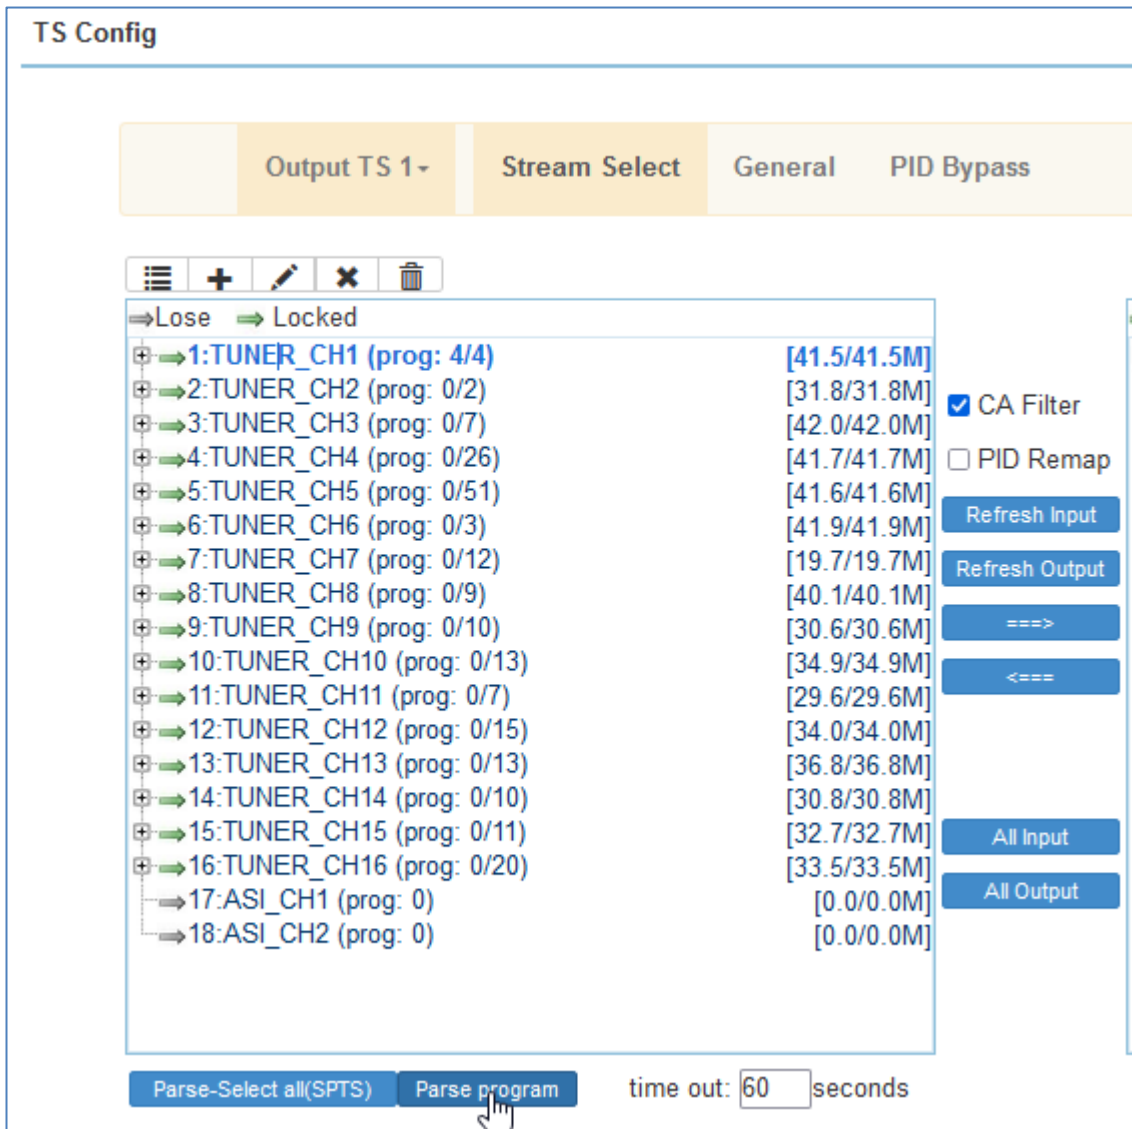 TS Config
Output TS 1 Stream Select General PID Bypass
Lose Locked
1:TUNER_CH1 (prog: 4/4) [41.5/41.5M]
2:TUNER_CH2 (prog: 0/2) [31.8/31.8M]
3:TUNER_CH3 (prog: 0/7) [42.0/42.0M]
4:TUNER_CH4 (prog: 0/26) [41.7/41.7M]
5:TUNER_CH5 (prog: 0/51) [41.6/41.6M]
6:TUNER_CH6 (prog: 0/3) [41.9/41.9M]
7:TUNER_CH7 (prog: 0/12) [19.7/19.7M]
8:TUNER_CH8 (prog: 0/9) [40.1/40.1M]
9:TUNER_CH9 (prog: 0/10) [30.6/30.6M]
10:TUNER_CH10 (prog: 0/13) [34.9/34.9M]
11:TUNER_CH11 (prog: 0/7) [29.6/29.6M]
12:TUNER_CH12 (prog: 0/15) [34.0/34.0M]
13:TUNER_CH13 (prog: 0/13) [36.8/36.8M]
14:TUNER_CH14 (prog: 0/10) [30.8/30.8M]
15:TUNER_CH15 (prog: 0/11) [32.7/32.7M]
16:TUNER_CH16 (prog: 0/20) [33.5/33.5M]
17:ASI_CH1 (prog: 0) [0.0/0.0M]
18:ASI_CH2 (prog: 0) [0.0/0.0M]
CA Filter
PID Remap
Refresh Input
Refresh Output
===>
<===
All Input
All Output
Parse-Select all(SPTS) Parse program time out: 60 seconds